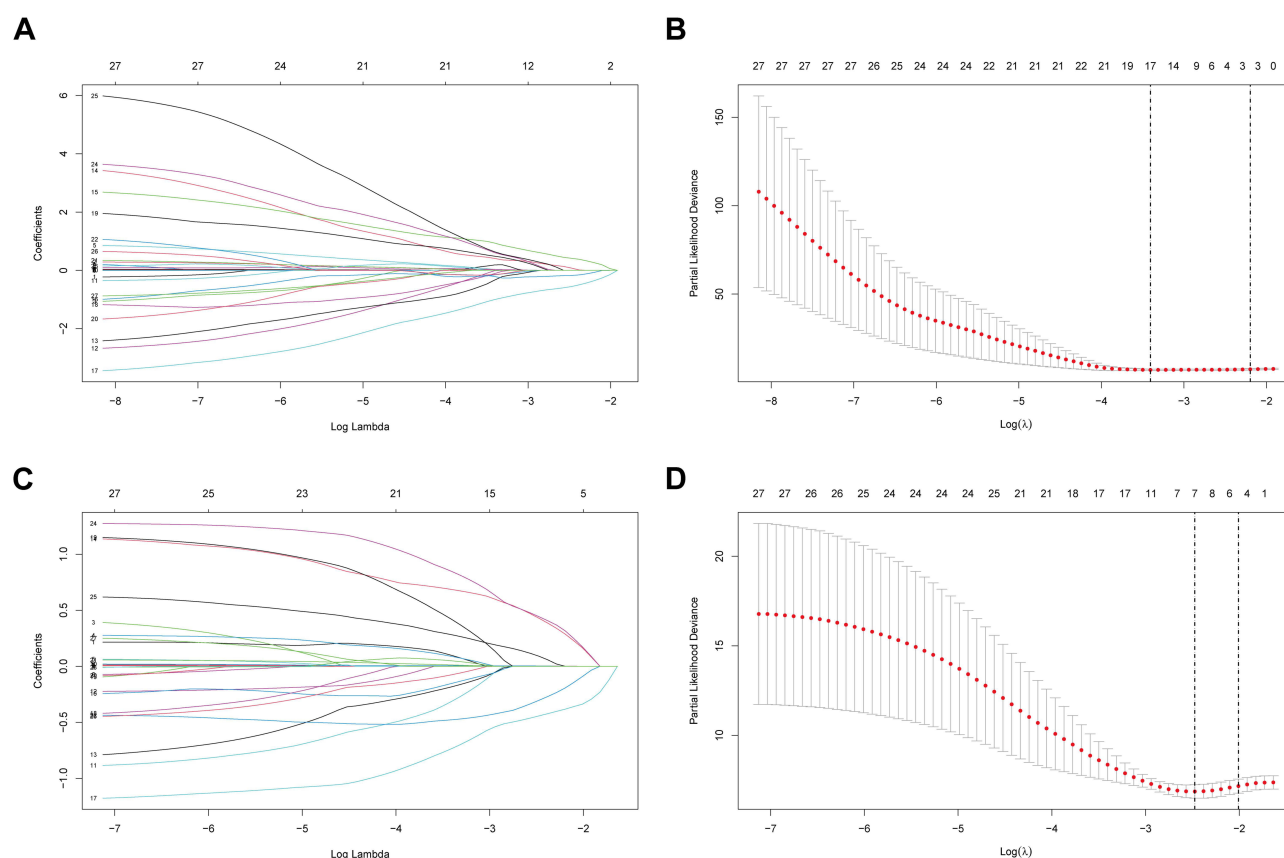 A
27 27 24 21 12 2
6
4
2
0
−2
Coefficients
25
24
14
15
19
22
5
26
1
11
27
20
13
12
17
−8 −7 −6 −5 −4 −3 −2
Log Lambda
B
27 27 27 27 27 26 25 24 24 24 22 21 21 21 22 21 19 17 14 9 6 4 3 3 0
150
100
50
Partial Likelihood Deviance
−8 −7 −6 −5 −4 −3 −2
Log(λ)
C
27 25 23 21 15 5
1.0
0.5
0.0
−0.5
−1.0
Coefficients
24
25
3
13
11
17
−7 −6 −5 −4 −3 −2
Log Lambda
D
27 27 26 26 25 25 24 24 24 25 21 21 18 17 17 11 7 7 8 6 4 1
20
15
10
Partial Likelihood Deviance
−7 −6 −5 −4 −3 −2
Log(λ)